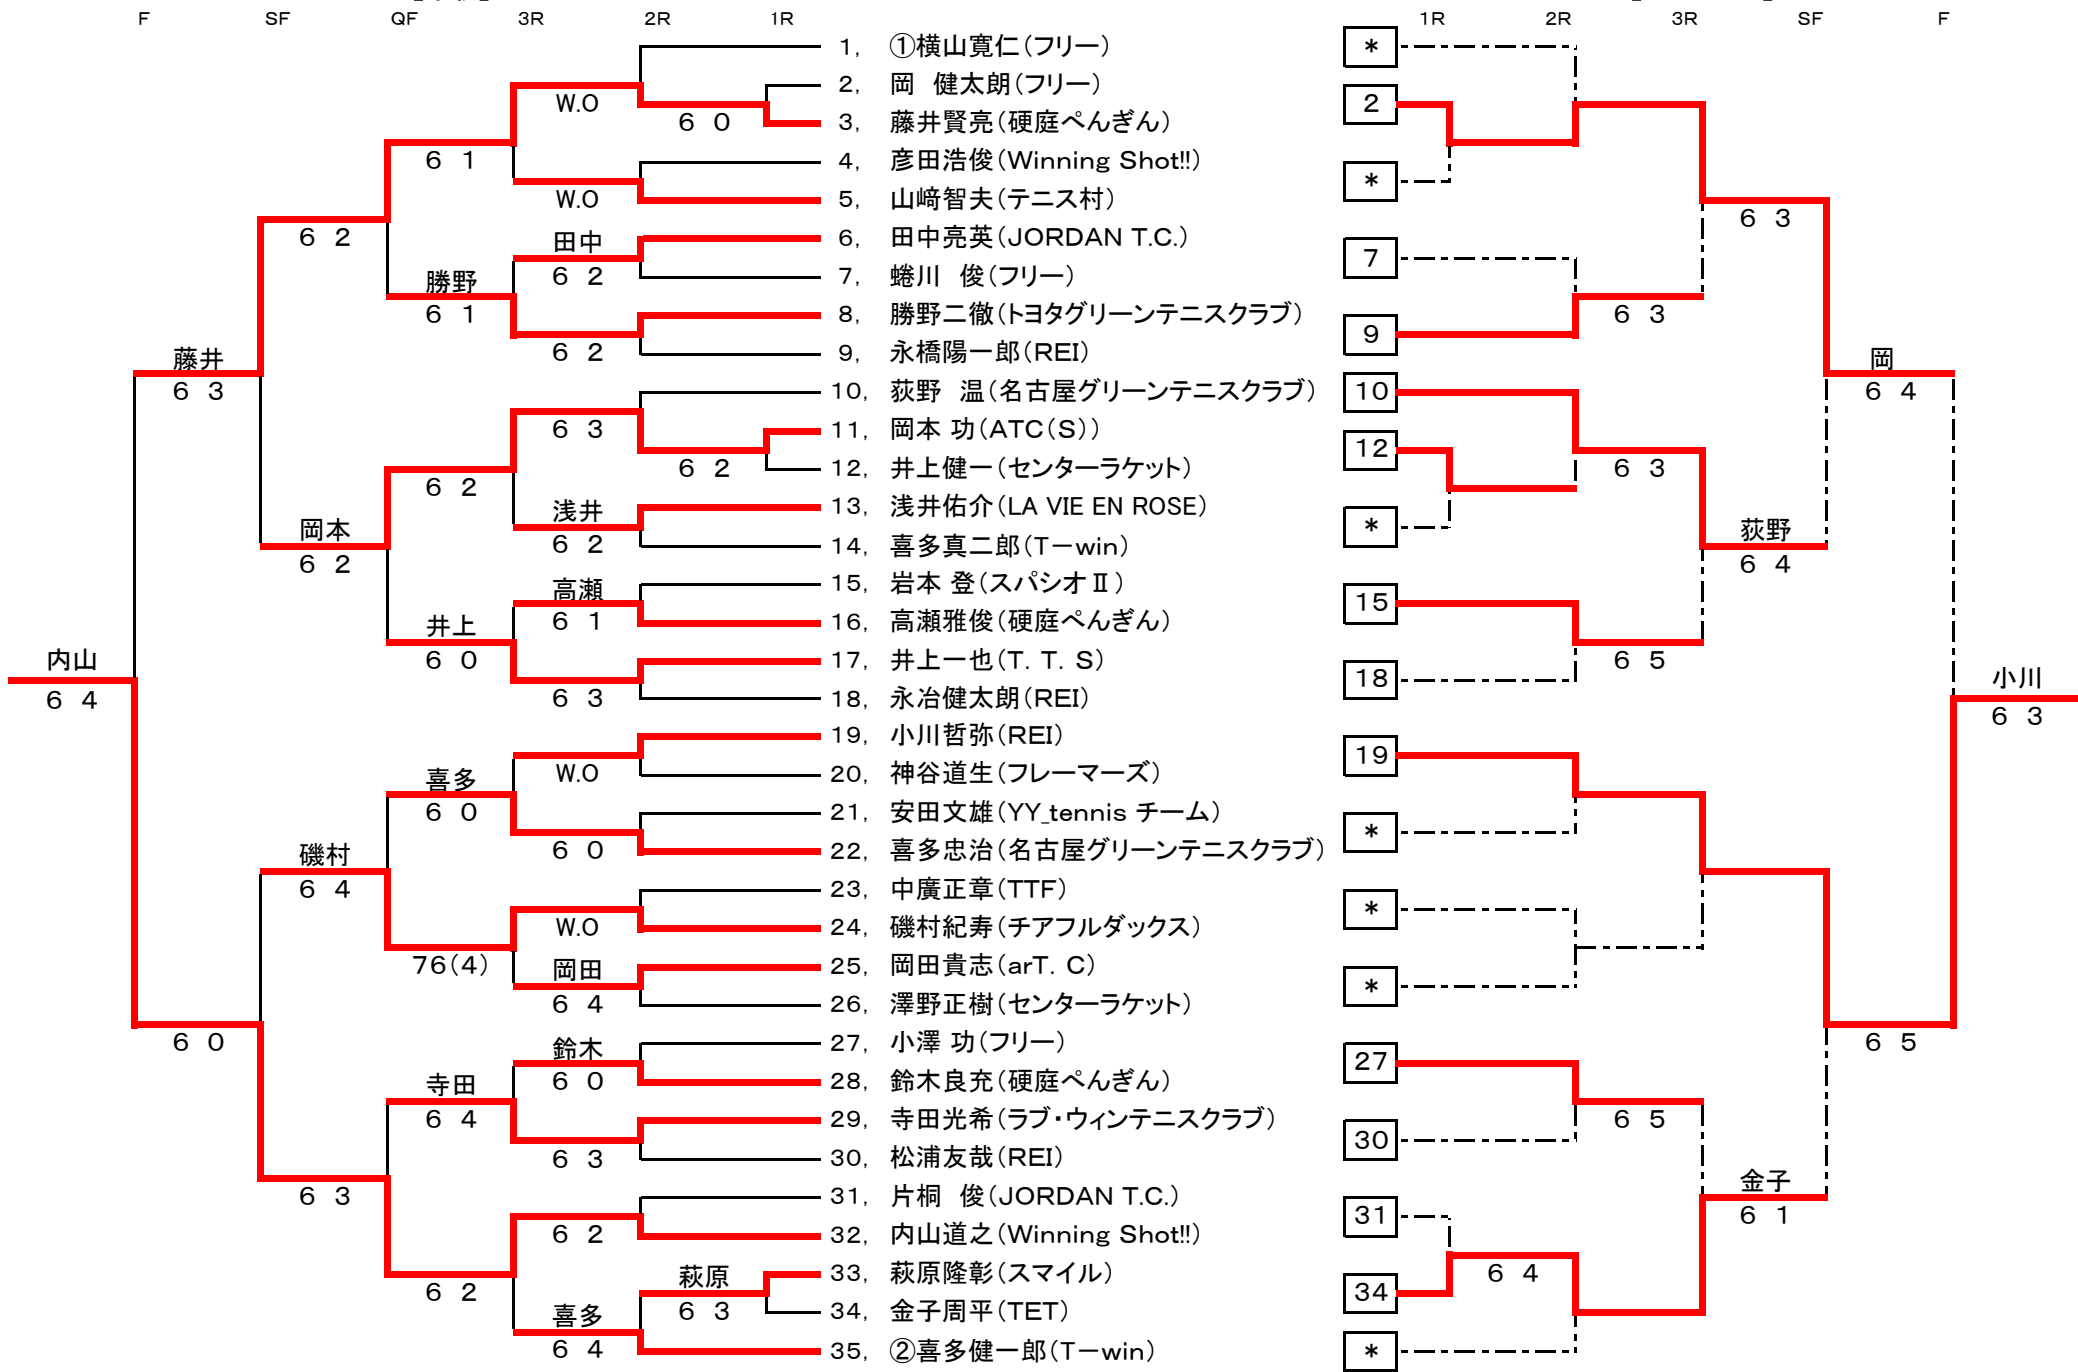 F SF QF 3R 2R 1R 1R 2R 3R SF F
1, ①横山寛仁(フリー) *
2, 岡 健太朗(フリー)
W.O 2
6 0 3, 藤井賢亮(硬庭ぺんぎん)
6 1 4, 彦田浩俊(Winning Shot!!)
*
W.O 5, 山﨑智夫(テニス村)
6 3
6 2 田中 6, 田中亮英(JORDAN T.C.)
7
勝野 6 2 7, 蜷川 俊(フリー)
6 1 8, 勝野二徹(トヨタグリーンテニスクラブ) 6 3
9
6 2 9, 永橋陽一郎(REI)
藤井 岡
6 3 10, 荻野 温(名古屋グリーンテニスクラブ) 10 6 4
6 3 11, 岡本 功(ATC(S))
12
6 2 12, 井上健一(センターラケット) 6 3
6 2
浅井 13, 浅井佑介(LA VIE EN ROSE)
岡本 * 荻野
6 2 14, 喜多真二郎(T-win)
6 2 6 4
高瀬 15, 岩本 登(スパシオⅡ)
15
井上 6 1 16, 高瀬雅俊(硬庭ぺんぎん)
内山 6 0 17, 井上一也(T. T. S) 6 5 小川
18
6 4 6 3 18, 永冶健太朗(REI)
6 3
19, 小川哲弥(REI)
19
喜多 W.O 20, 神谷道生(フレーマーズ)
6 0 21, 安田文雄(YY_tennis チーム)
*
磯村 6 0 22, 喜多忠治(名古屋グリーンテニスクラブ)
6 4 23, 中廣正章(TTF)
*
W.O 24, 磯村紀寿(チアフルダックス)
76(4) 岡田 25, 岡田貴志(arT. C)
*
6 4 26, 澤野正樹(センターラケット)
6 0 鈴木 27, 小澤 功(フリー) 6 5
27
寺田 6 0 28, 鈴木良充(硬庭ぺんぎん)
6 4 29, 寺田光希(ラブ・ウィンテニスクラブ) 6 5
30
6 3 30, 松浦友哉(REI)
6 3 31, 片桐 俊(JORDAN T.C.) 金子
31 6 1
6 2 32, 内山道之(Winning Shot!!)
萩原 33, 萩原隆彰(スマイル) 6 4
6 2 34
喜多 6 3 34, 金子周平(TET)
6 4 35, ②喜多健一郎(T-win) *